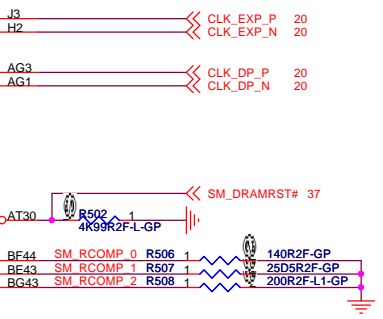 J3 CLK_EXP_P 20
H2 CLK_EXP_N 20
AG3 CLK_DP_P 20
AG1 CLK_DP_N 20
SM_DRAMRST# 37
AT30 R502 1
4K99R2F-L-GP
BF44 SM_RCOMP_0 R506 1 140R2F-GP
BE43 SM_RCOMP_1 R507 1 25D5R2F-GP
BG43 SM_RCOMP_2 R508 1 200R2F-L1-GP